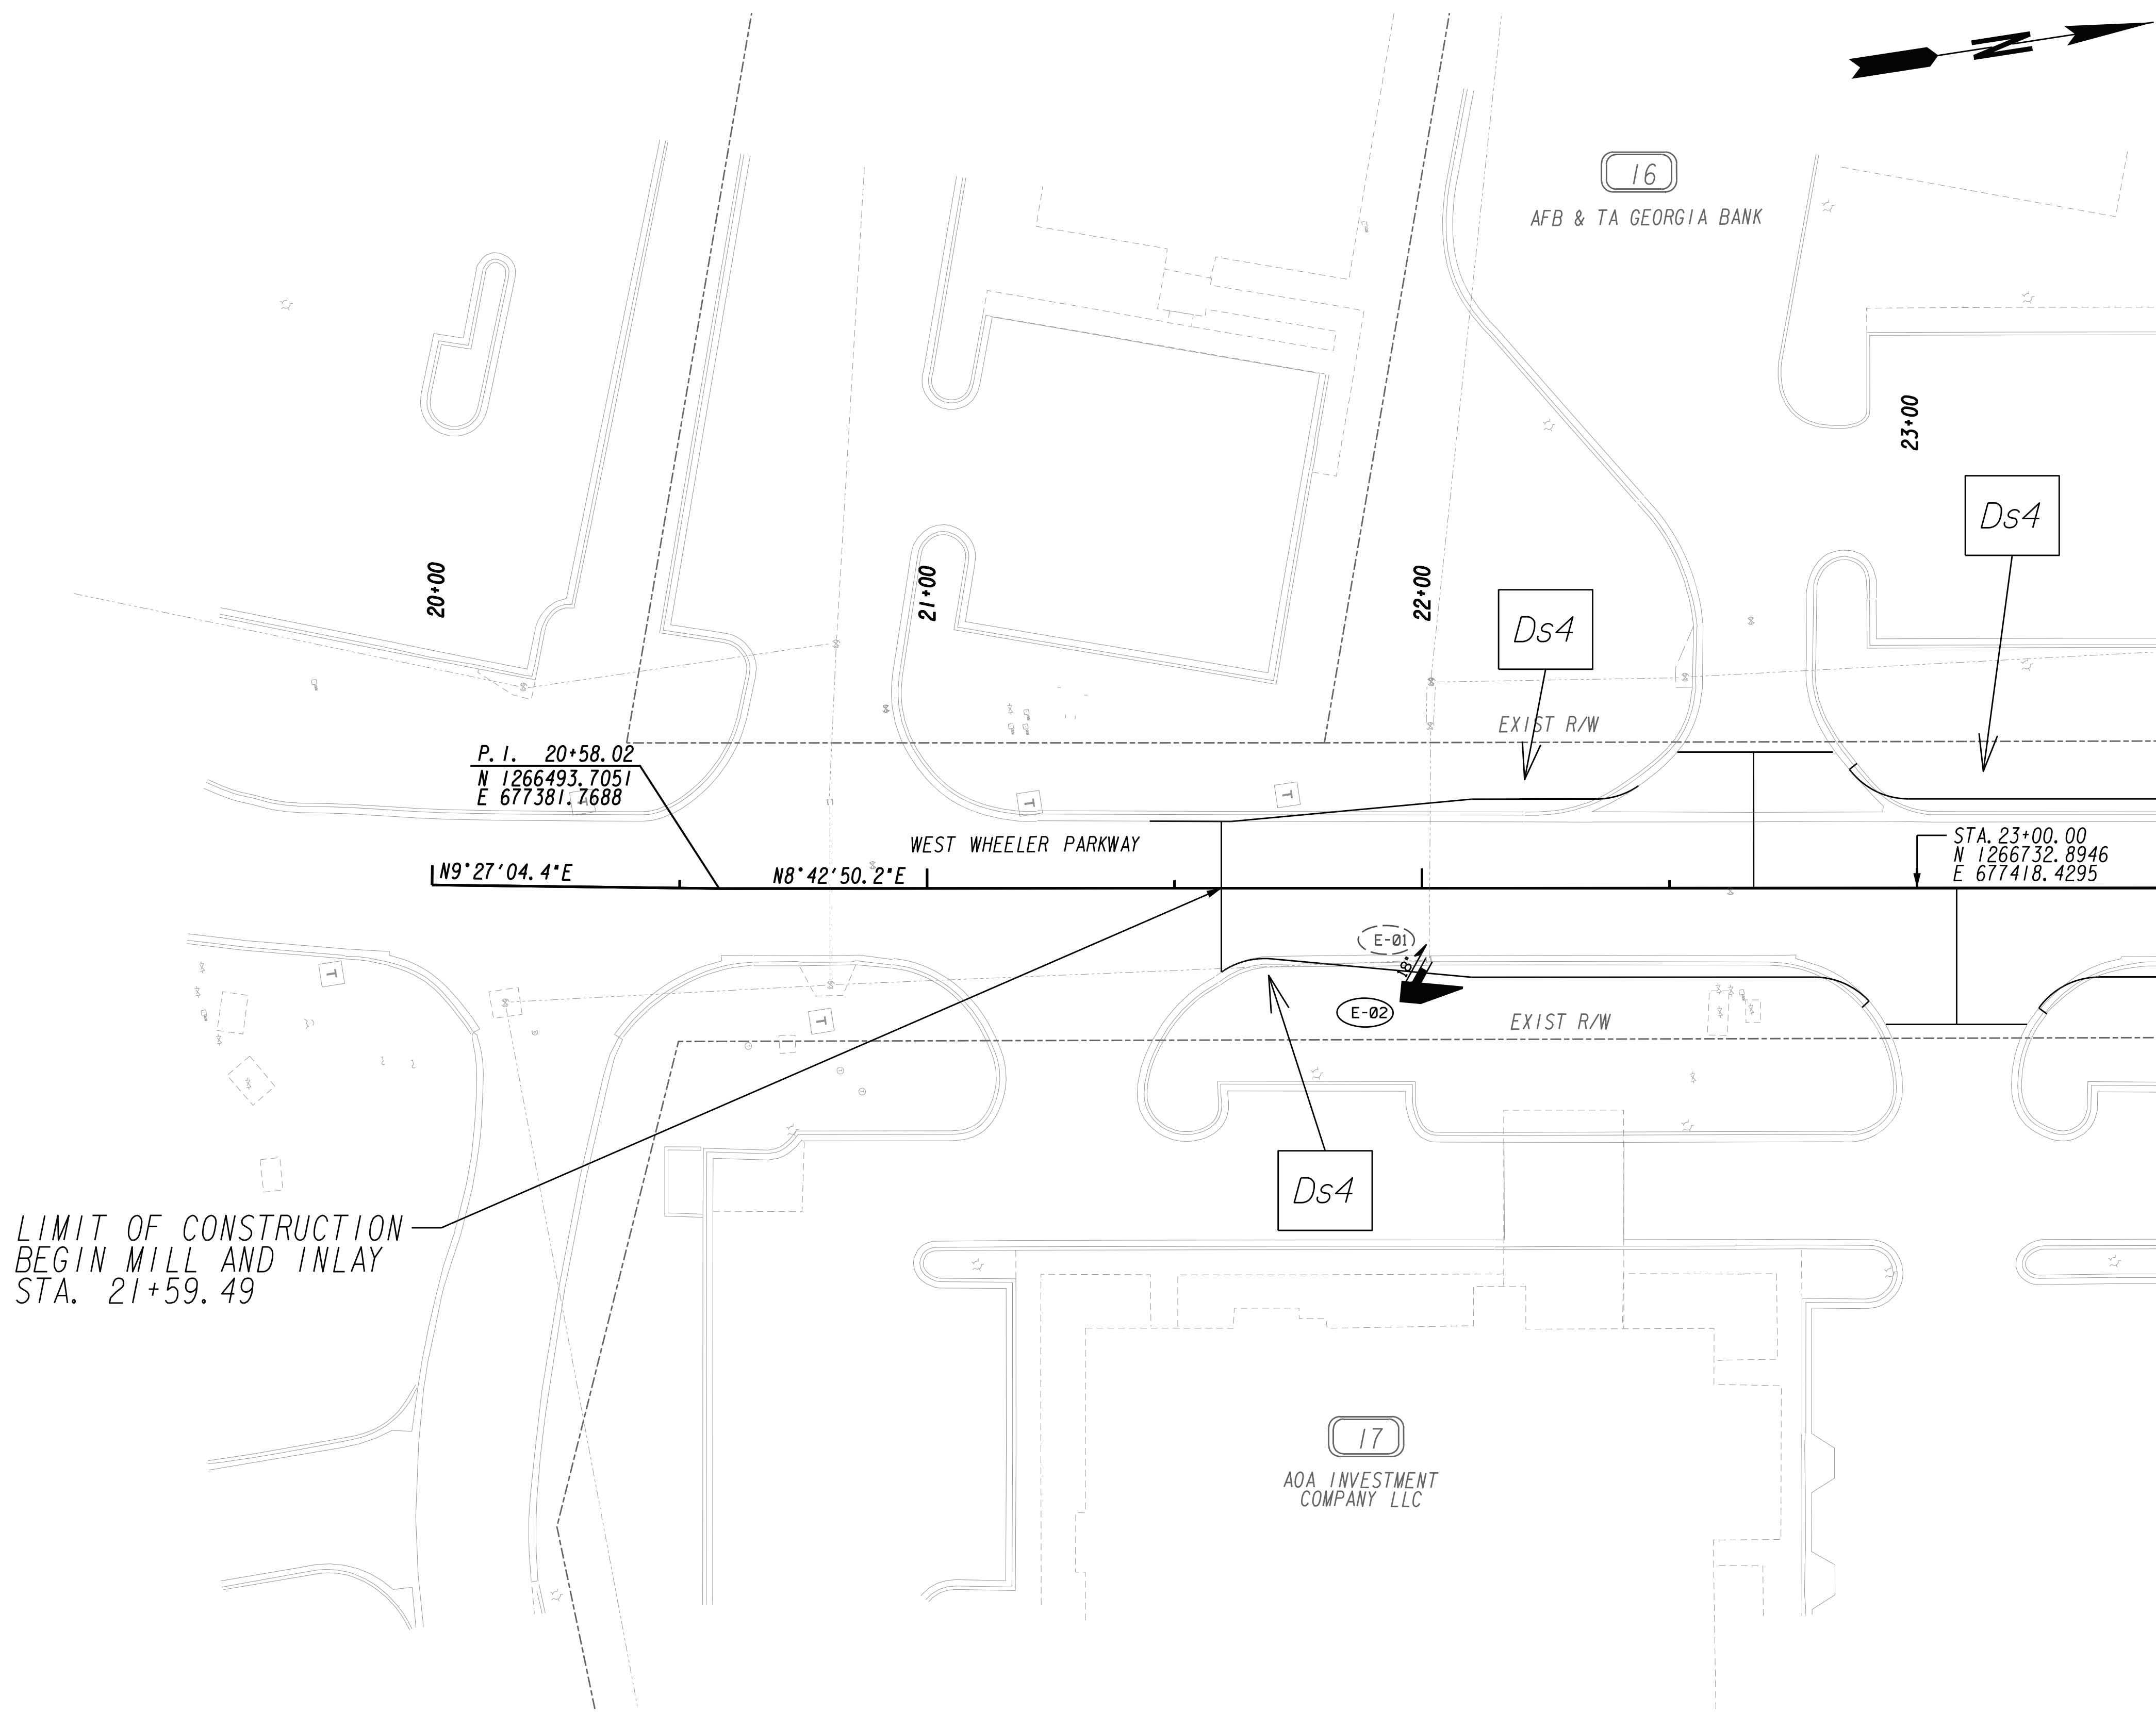 N
16
AFB & TA GEORGIA BANK
23+00
Ds4
20+00
21+00
22+00
Ds4
EXIST R/W
P.I. 20+58.02
N 1266493.7051
E 677381.7688
T
T
T
WEST WHEELER PARKWAY
STA.23+00.00
N 1266732.8946
E 677418.4295
N9°27'04.4"E
N8°42'50.2"E
E-01
18"
T
E-02
T
EXIST R/W
Ds4
LIMIT OF CONSTRUCTION
BEGIN MILL AND INLAY
STA. 21+59.49
17
AOA INVESTMENT
COMPANY LLC